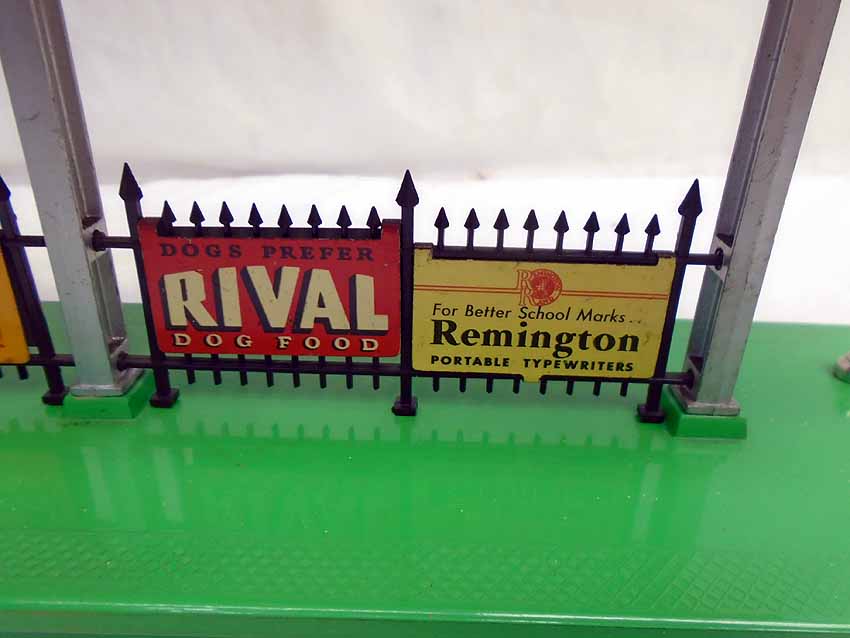 DOGS PREFER
RIVAL
DOG FOOD
For Better School Marks...
Remington
PORTABLE TYPEWRITERS